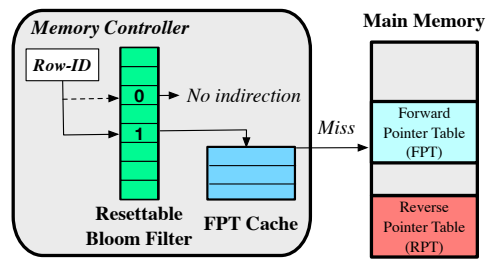 Memory Controller
Main Memory
Row-ID
0
No indirection
1
Miss
Forward
Pointer Table
(FPT)
Resettable
Bloom Filter
FPT Cache
Reverse
Pointer Table
(RPT)